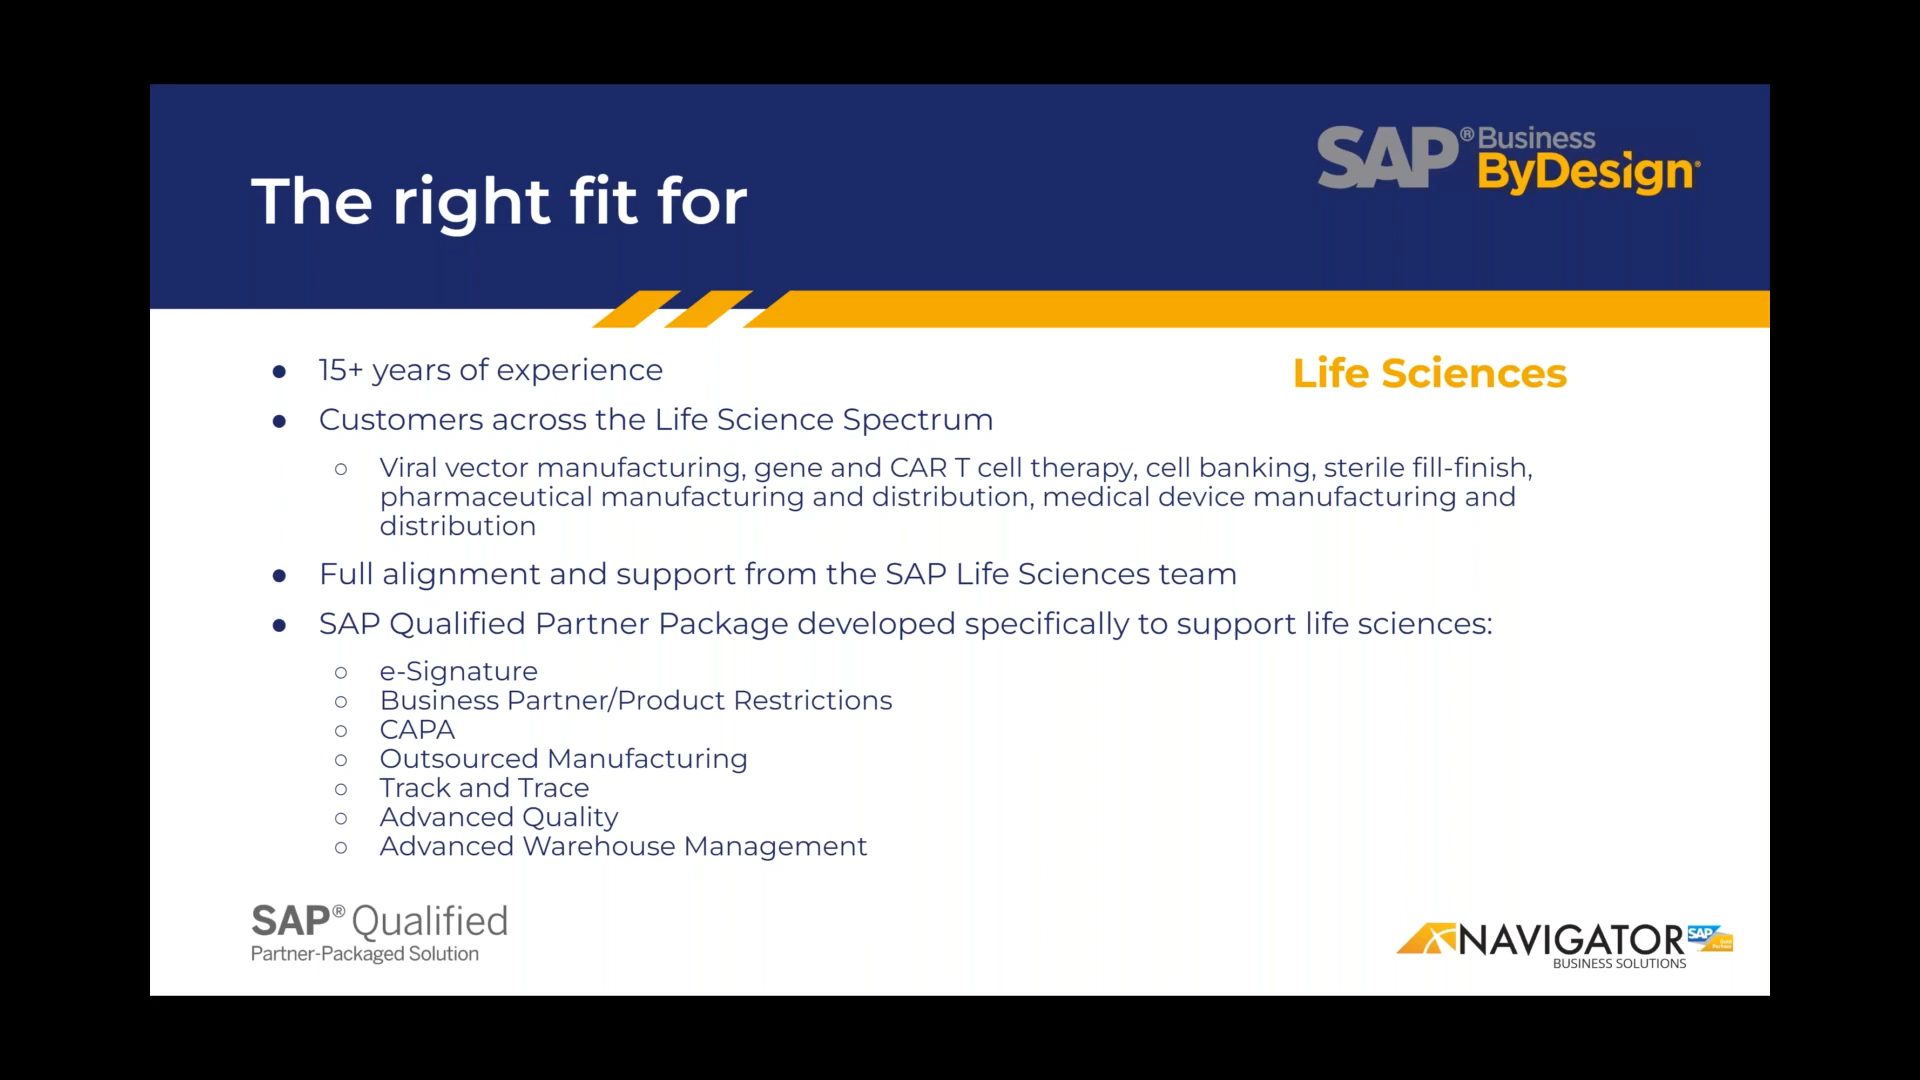 SAP® Business
ByDesign®
The right fit for
Life Sciences
● 15+ years of experience
● Customers across the Life Science Spectrum
○ Viral vector manufacturing, gene and CAR T cell therapy, cell banking, sterile fill-finish,
pharmaceutical manufacturing and distribution, medical device manufacturing and
distribution
● Full alignment and support from the SAP Life Sciences team
● SAP Qualified Partner Package developed specifically to support life sciences:
○ e-Signature
○ Business Partner/Product Restrictions
○ CAPA
○ Outsourced Manufacturing
○ Track and Trace
○ Advanced Quality
○ Advanced Warehouse Management
SAP® Qualified
Partner-Packaged Solution
NAVIGATOR SAP
BUSINESS SOLUTIONS